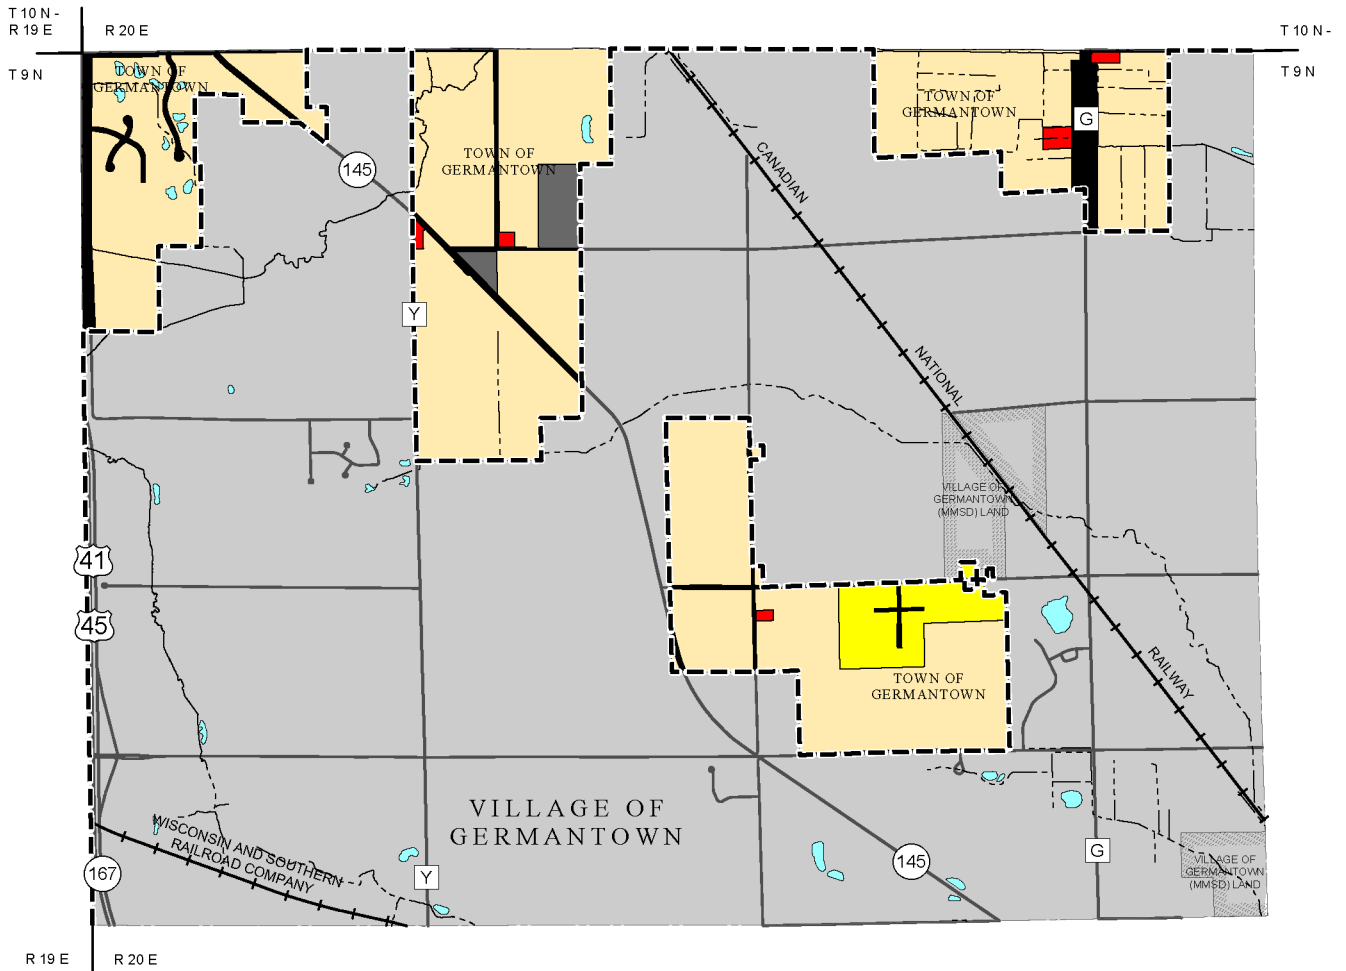 T 10 N -
R 19 E
R 20 E
T 10 N -
T 9 N
T 9 N
TOWN OF
GERMANTOWN
TOWN OF
GERMANTOWN
G
TOWN OF
GERMANTOWN
145
CANADIAN
Y
NATIONAL
VILLAGE OF
GERMANTOWN
(MMSD) LAND
41
45
RAILWAY
TOWN OF
GERMANTOWN
VILLAGE OF
GERMANTOWN
WISCONSIN AND SOUTHERN
RAILROAD COMPANY
145
G
VILLAGE OF
GERMANTOWN
(MMSD) LAND
167
Y
R 19 E
R 20 E